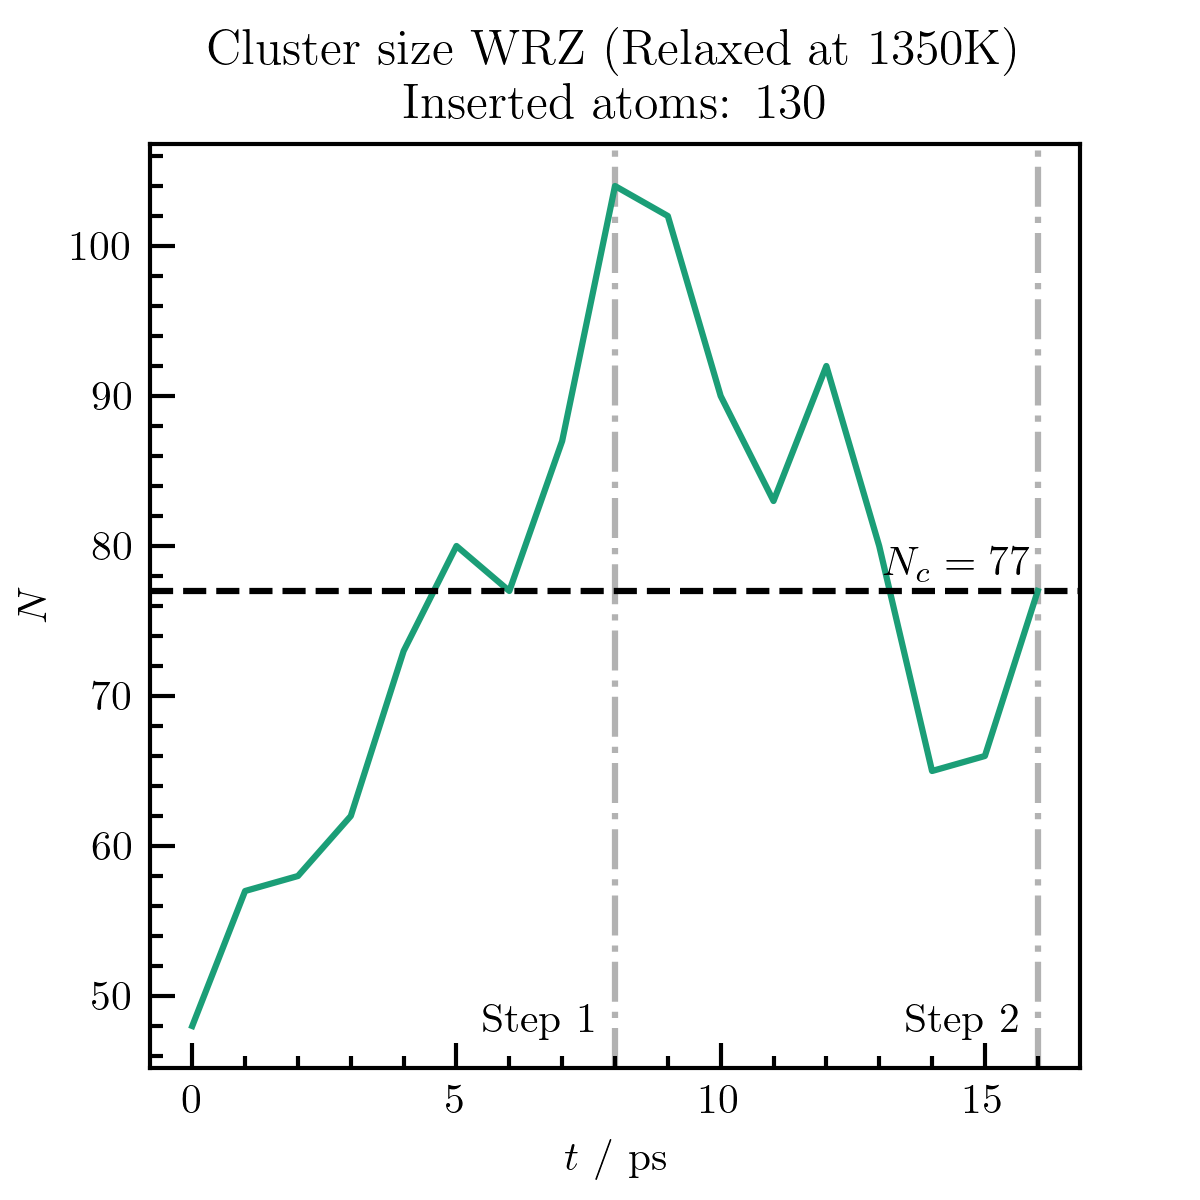 Cluster size WRZ (Relaxed at 1350K)
Inserted atoms: 130
100
90
80
70
60
50
N
N_c = 77
Step 1
Step 2
0 5 10 15
t / ps